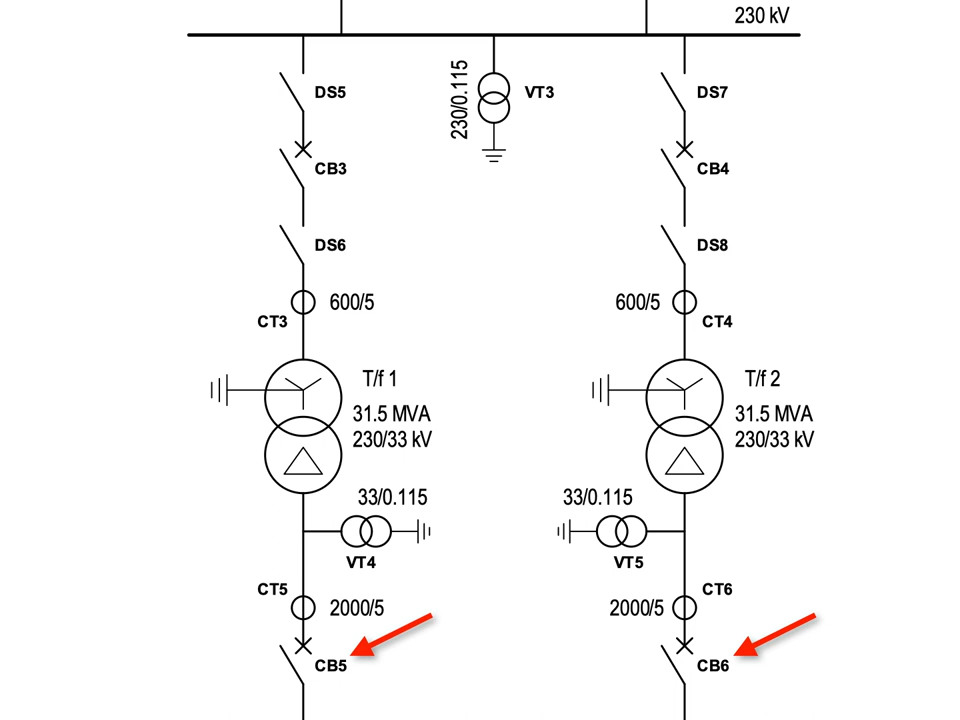 230 kV
230/0.115
DS5
VT3
DS7
CB3
CB4
DS6
DS8
600/5
600/5
CT3
CT4
T/f 1
T/f 2
31.5 MVA
31.5 MVA
230/33 kV
230/33 kV
33/0.115
33/0.115
VT4
VT5
CT5
CT6
2000/5
2000/5
CB5
CB6